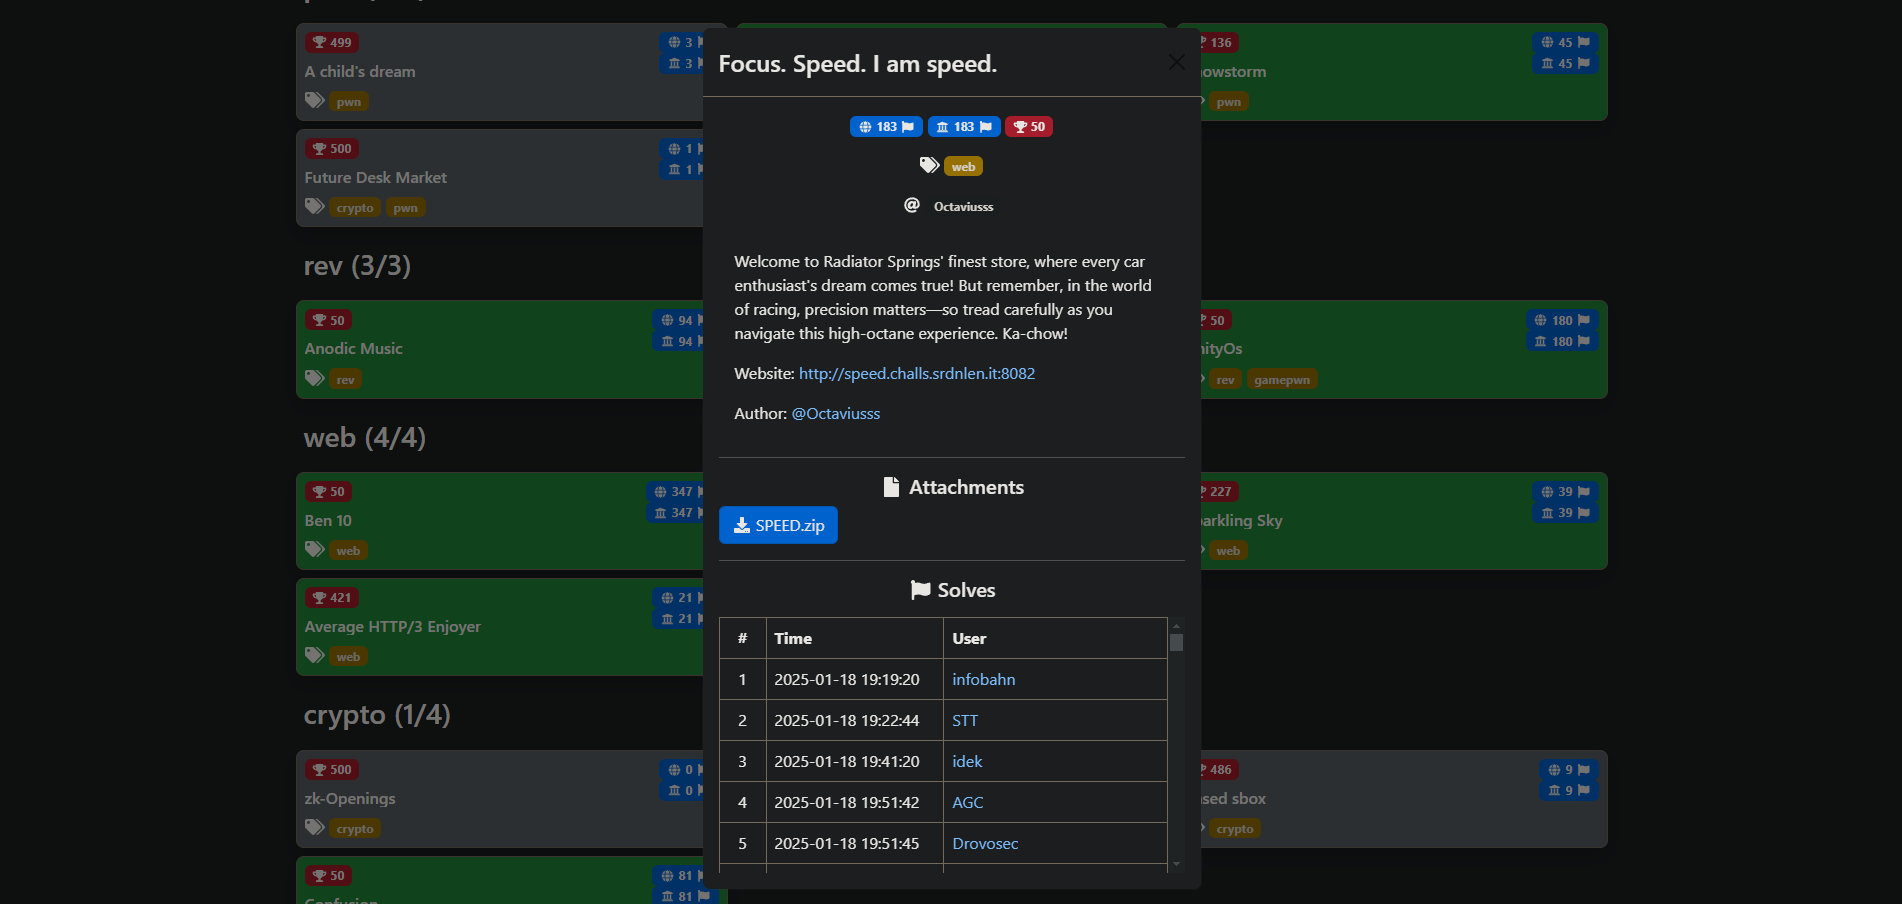 499
3
A child's dream
3
pwn
500
1
Future Desk Market
1
crypto pwn
rev (3/3)
50
94
Anodic Music
94
rev
web (4/4)
50
347
Ben 10
347
web
421
21
Average HTTP/3 Enjoyer
21
web
crypto (1/4)
500
0
zk-Openings
0
crypto
50
81
81
Focus. Speed. I am speed.
183 183 50
web
@ Octaviusss
Welcome to Radiator Springs' finest store, where every car
enthusiast's dream comes true! But remember, in the world
of racing, precision matters—so tread carefully as you
navigate this high-octane experience. Ka-chow!
Website: http://speed.challs.srdnlen.it:8082
Author: @Octaviusss
Attachments
SPEED.zip
Solves
# Time User
1 2025-01-18 19:19:20 infobahn
2 2025-01-18 19:22:44 STT
3 2025-01-18 19:41:20 idek
4 2025-01-18 19:51:42 AGC
5 2025-01-18 19:51:45 Drovosec
136
45
owstorm
45
pwn
50
180
ityOs
180
rev gamepwn
227
39
arkling Sky
39
web
486
9
sed sbox
9
crypto